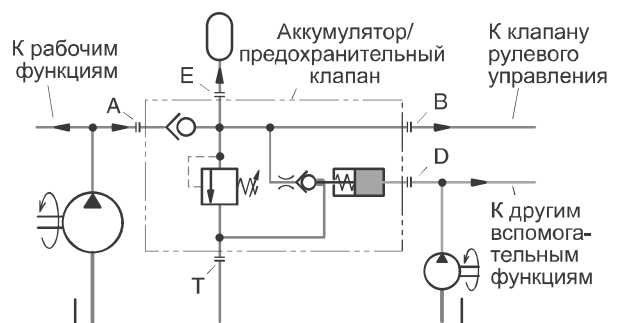 К рабочим
функциям
Аккумулятор/
предохранительный
клапан
К клапану
рулевого
управления
E
A
B
D
T
К другим
вспомога-
тельным
функциям